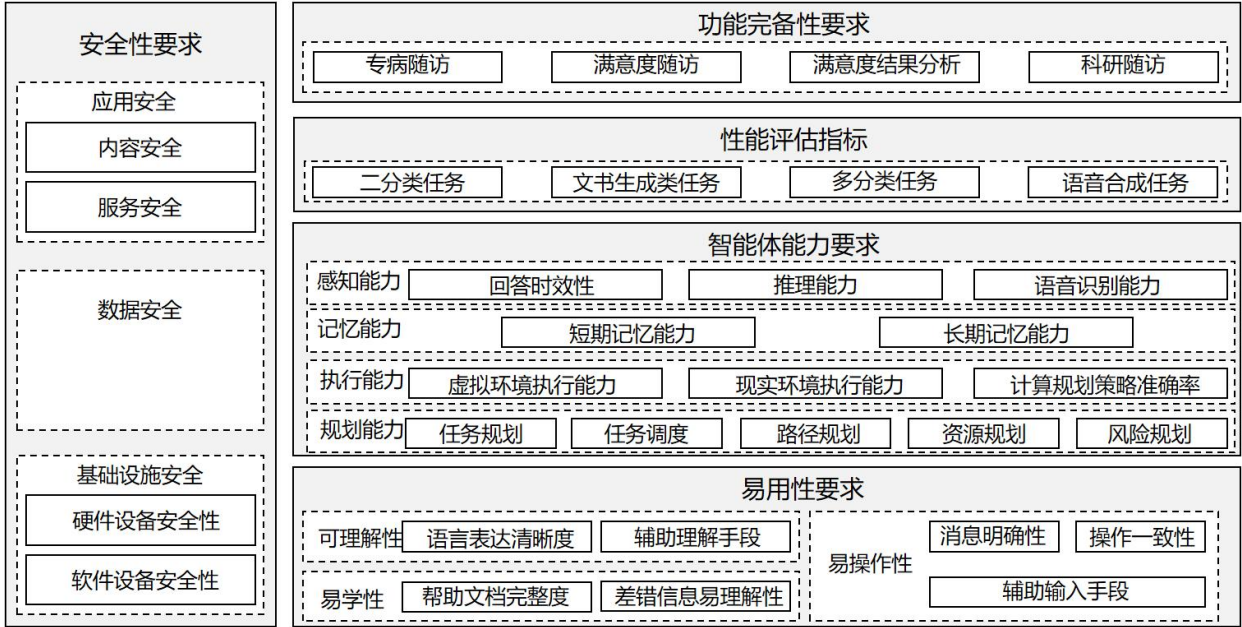 安全性要求
应用安全
内容安全
服务安全
数据安全
基础设施安全
硬件设备安全性
软件设备安全性
功能完备性要求
专病随访 满意度随访 满意度结果分析 科研随访
性能评估指标
二分类任务 文书生成类任务 多分类任务 语音合成任务
智能体能力要求
感知能力 回答时效性 推理能力 语音识别能力
记忆能力 短期记忆能力 长期记忆能力
执行能力 虚拟环境执行能力 现实环境执行能力 计算规划策略准确率
规划能力 任务规划 任务调度 路径规划 资源规划 风险规划
易用性要求
可理解性 语言表达清晰度 辅助理解手段
易学性 帮助文档完整度 差错信息易理解性
易操作性 消息明确性 操作一致性
辅助输入手段